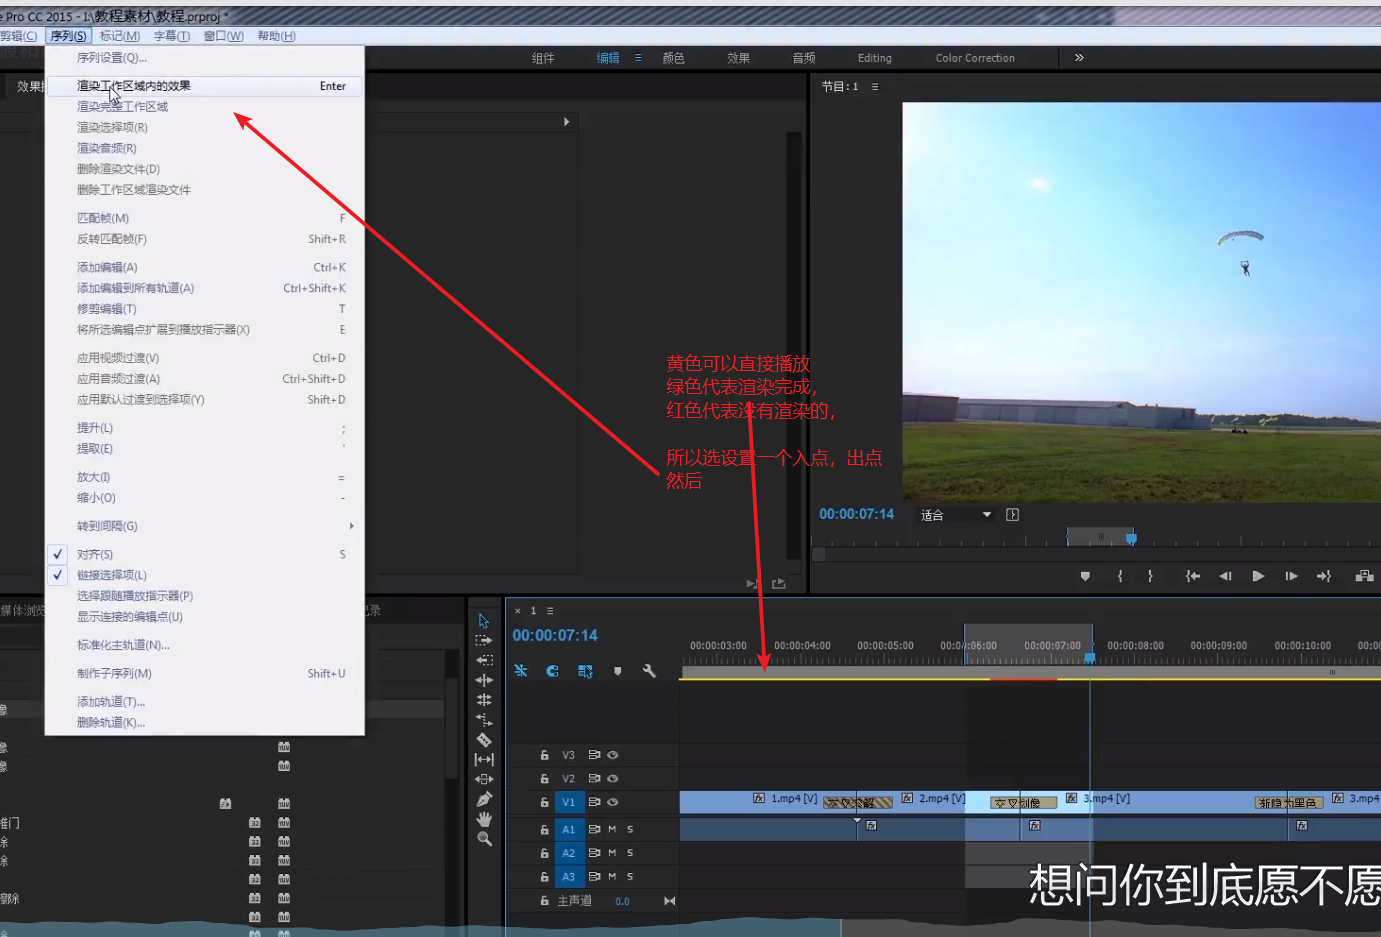 e Pro CC 2015 - I:\教程素材\教程.prproj *
剪辑(C) 序列(S) 标记(M) 字幕(T) 窗口(W) 帮助(H)
序列设置(Q)...
渲染工作区域内的效果 Enter
渲染完整工作区域
渲染选择项(R)
渲染音频(R)
删除渲染文件(D)
删除工作区域渲染文件
匹配帧(M) F
反转匹配帧(F) Shift+R
添加编辑(A) Ctrl+K
添加编辑到所有轨道(A) Ctrl+Shift+K
修剪编辑(T) T
将所选编辑点扩展到播放指示器(X) E
应用视频过渡(V) Ctrl+D
应用音频过渡(A) Ctrl+Shift+D
应用默认过渡到选择项(Y) Shift+D
提升(L) ;
提取(E) '
放大(I) =
缩小(O) -
转到间隔(G)
对齐(S) S
链接选择项(L)
选择跟随播放指示器(P)
显示连接的编辑点(U)
标准化主轨道(N)...
制作子序列(M) Shift+U
添加轨道(T)...
删除轨道(K)...
组件 编辑 颜色 效果 音频 Editing Color Correction
效果
节目: 1
黄色可以直接播放
绿色代表渲染完成，
红色代表没有渲染的，
所以选设置一个入点，出点
然后
00:00:07:14 适合
媒体浏览
录
1
00:00:07:14
00:00:03:00 00:00:04:00 00:00:05:00 00:00:06:00 00:00:07:00 00:00:08:00 00:00:09:00 00:00:10:00 00:00
V3
V2
V1 1.mp4 [V] 交叉溶解 2.mp4 [V] 交叉划像 3.mp4 [V] 渐隐为黑色 3.mp4
A1 M S
A2 M S
A3 M S
主声道 0.0
像
像
像
推门
除
除
擦除
想问你到底愿不愿